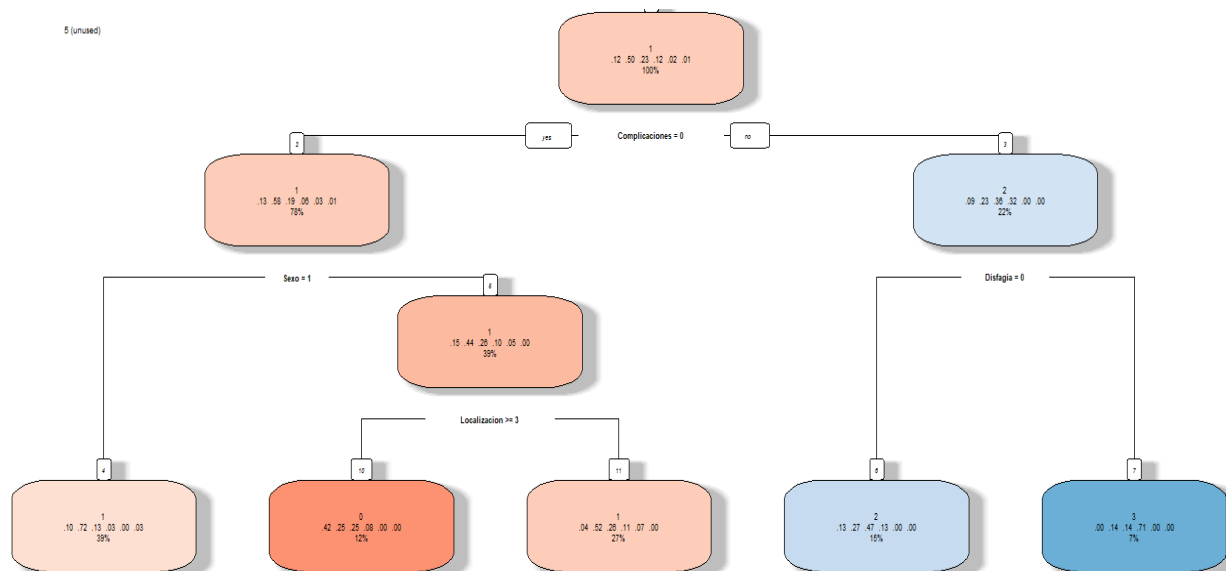 5 (unused)
1
.12 .50 .23 .12 .02 .01
100%
yes Complicaciones = 0 no
2
1
.13 .58 .19 .06 .03 .01
78%
3
2
.09 .23 .36 .32 .00 .00
22%
Sexo = 1
Disfagia = 0
5
1
.15 .44 .26 .10 .05 .00
39%
Localizacion >= 3
4
1
.10 .72 .13 .03 .00 .03
39%
10
0
.42 .25 .25 .08 .00 .00
12%
11
1
.04 .52 .26 .11 .07 .00
27%
6
2
.13 .27 .47 .13 .00 .00
15%
7
3
.00 .14 .14 .71 .00 .00
7%